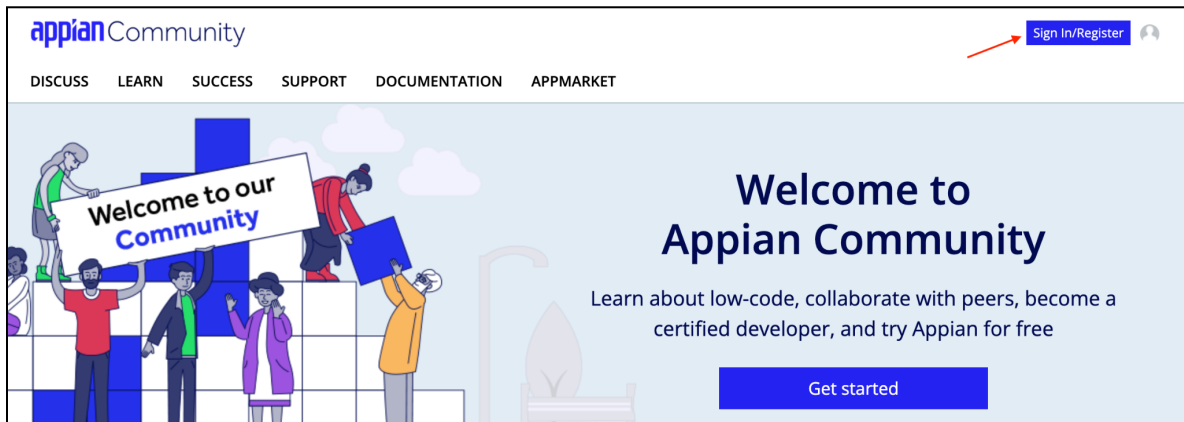 appian Community
Sign In/Register
DISCUSS LEARN SUCCESS SUPPORT DOCUMENTATION APPMARKET
Welcome to our
Community
Welcome to
Appian Community
Learn about low-code, collaborate with peers, become a
certified developer, and try Appian for free
Get started